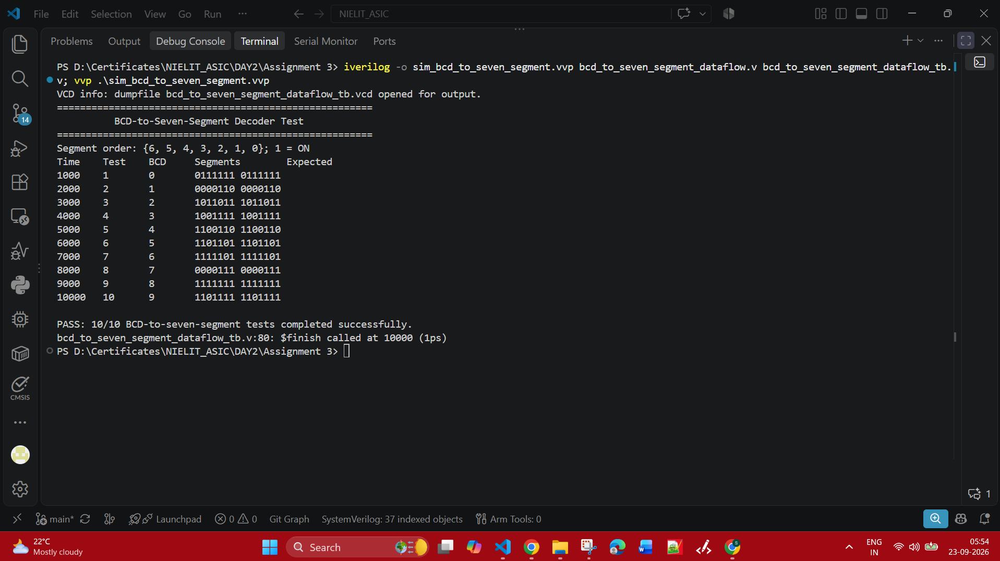 File Edit Selection View Go Run ··· NIELIT_ASIC
Problems Output Debug Console Terminal Serial Monitor Ports
PS D:\Certificates\NIELIT_ASIC\DAY2\Assignment 3> iverilog -o sim_bcd_to_seven_segment.vvp bcd_to_seven_segment_dataflow.v bcd_to_seven_segment_dataflow_tb.
v; vvp .\sim_bcd_to_seven_segment.vvp
VCD info: dumpfile bcd_to_seven_segment_dataflow_tb.vcd opened for output.
=======================================================
BCD-to-Seven-Segment Decoder Test
=======================================================
Segment order: {6, 5, 4, 3, 2, 1, 0}; 1 = ON
Time Test BCD Segments Expected
1000 1 0 0111111 0111111
2000 2 1 0000110 0000110
3000 3 2 1011011 1011011
4000 4 3 1001111 1001111
5000 5 4 1100110 1100110
6000 6 5 1101101 1101101
7000 7 6 1111101 1111101
8000 8 7 0000111 0000111
9000 9 8 1111111 1111111
10000 10 9 1101111 1101111
PASS: 10/10 BCD-to-seven-segment tests completed successfully.
bcd_to_seven_segment_dataflow_tb.v:80: $finish called at 10000 (1ps)
PS D:\Certificates\NIELIT_ASIC\DAY2\Assignment 3>
14
CMSIS
1
main* Launchpad 0 0 Git Graph SystemVerilog: 37 indexed objects Arm Tools: 0
22°C
Mostly cloudy
Search
W
S
ENG
IN
05:54
23-09-2026